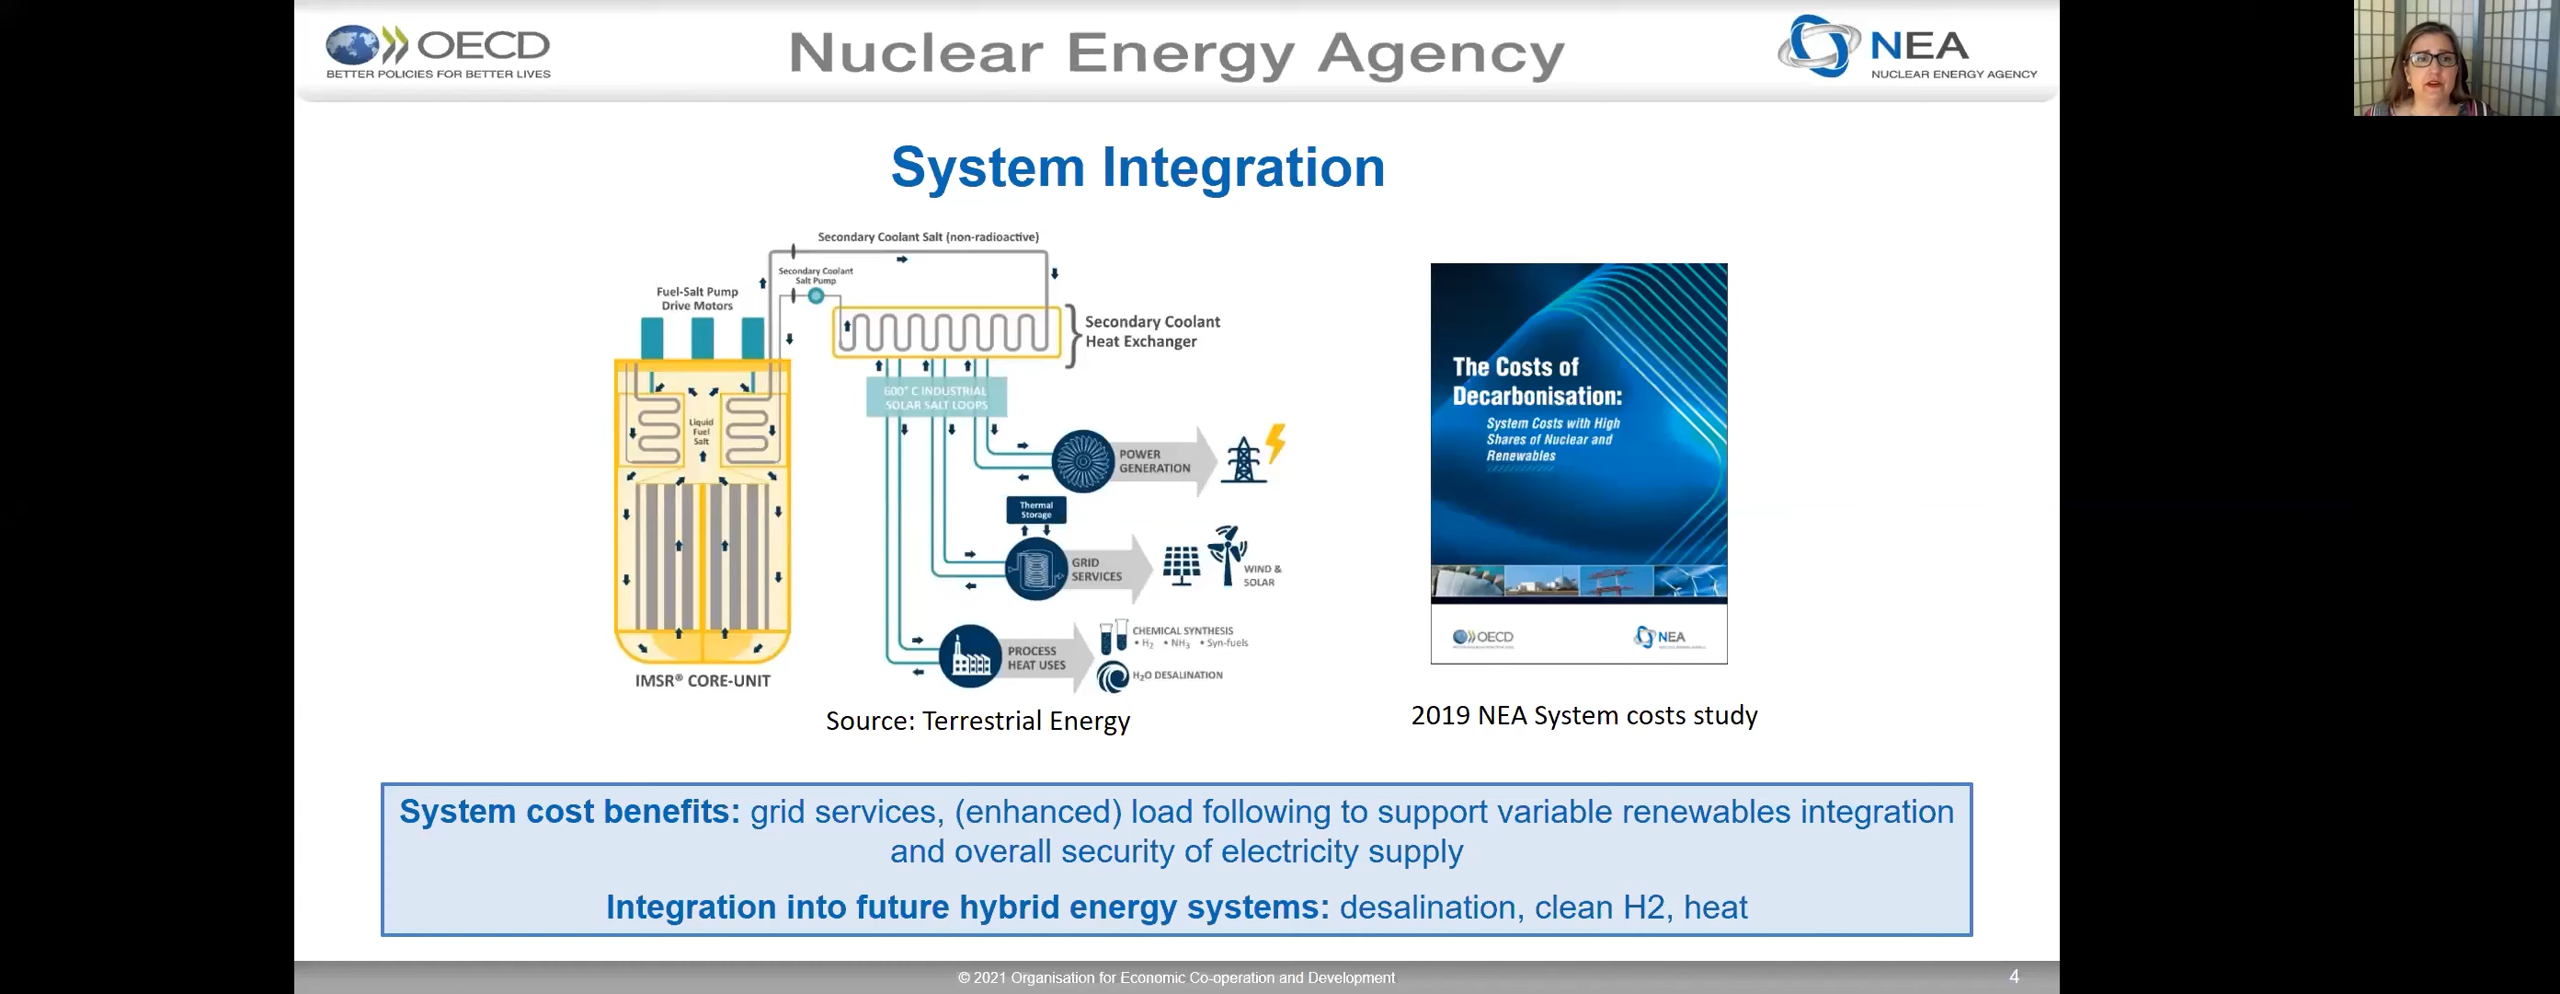 OECD
BETTER POLICIES FOR BETTER LIVES
Nuclear Energy Agency
NEA
NUCLEAR ENERGY AGENCY
System Integration
Secondary Coolant Salt (non-radioactive)
Secondary Coolant
Salt Pump
Fuel-Salt Pump
Drive Motors
Secondary Coolant
Heat Exchanger
600° C INDUSTRIAL
SOLAR SALT LOOPS
Liquid
Fuel
Salt
POWER
GENERATION
Thermal
Storage
GRID
SERVICES
WIND &
SOLAR
PROCESS
HEAT USES
CHEMICAL SYNTHESIS
• H₂ • NH₃ • Syn-fuels
H₂O DESALINATION
IMSR® CORE-UNIT
Source: Terrestrial Energy
The Costs of
Decarbonisation:
System Costs with High
Shares of Nuclear and
Renewables
OECD
NEA
2019 NEA System costs study
System cost benefits: grid services, (enhanced) load following to support variable renewables integration
and overall security of electricity supply
Integration into future hybrid energy systems: desalination, clean H2, heat
© 2021 Organisation for Economic Co-operation and Development
4